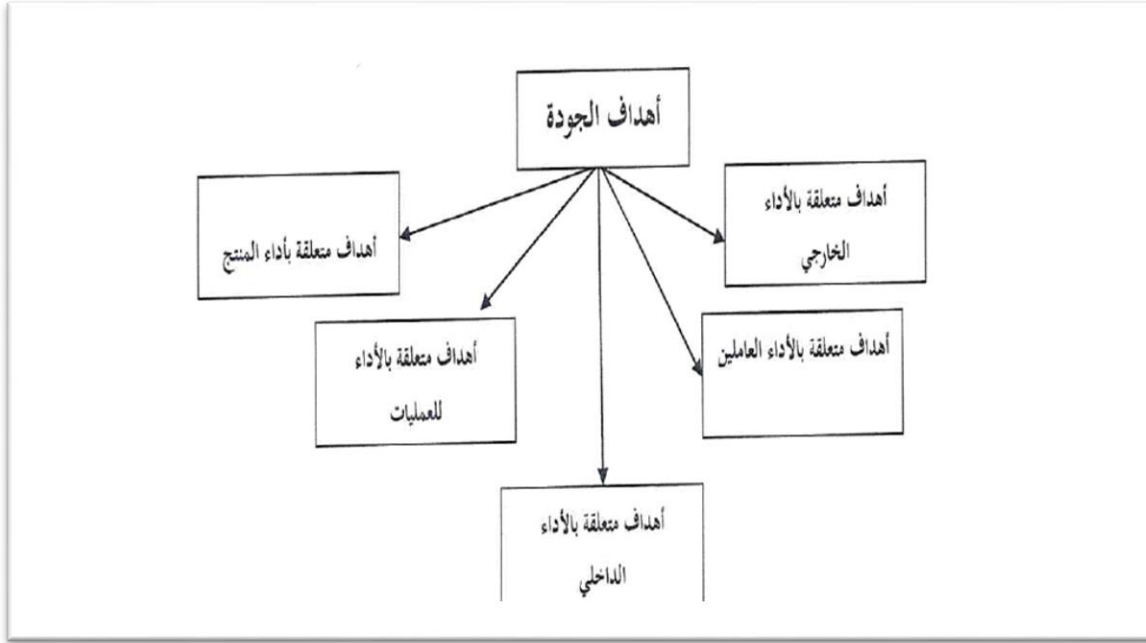 أهداف الجودة
أهداف متعلقة بالأداء
الخارجي
أهداف متعلقة بأداء المنتج
أهداف متعلقة بالأداء العاملين
أهداف متعلقة بالأداء
للعمليات
أهداف متعلقة بالأداء
الداخلي